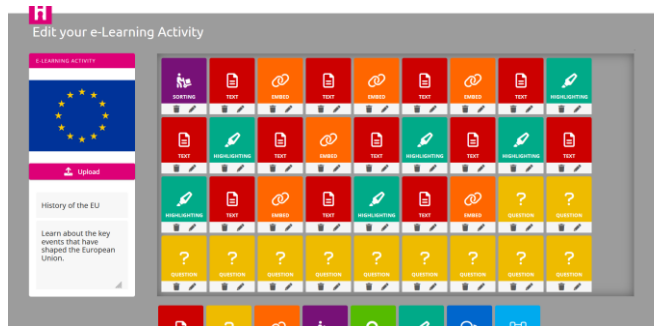 Edit your e-Learning Activity
E-LEARNING ACTIVITY
Upload
History of the EU
Learn about the key
events that have
shaped the European
Union.
SORTING TEXT EMBED TEXT EMBED TEXT EMBED TEXT HIGHLIGHTING
TEXT HIGHLIGHTING EMBED TEXT HIGHLIGHTING TEXT HIGHLIGHTING TEXT
HIGHLIGHTING TEXT EMBED TEXT HIGHLIGHTING TEXT EMBED QUESTION QUESTION
QUESTION QUESTION QUESTION QUESTION QUESTION QUESTION QUESTION QUESTION